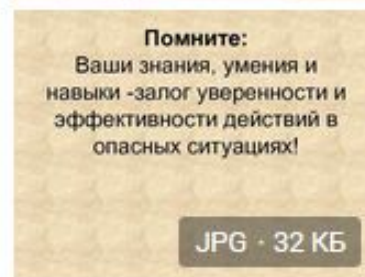 Помните:
Ваши знания, умения и
навыки -залог уверенности и
эффективности действий в
опасных ситуациях!
JPG · 32 КБ